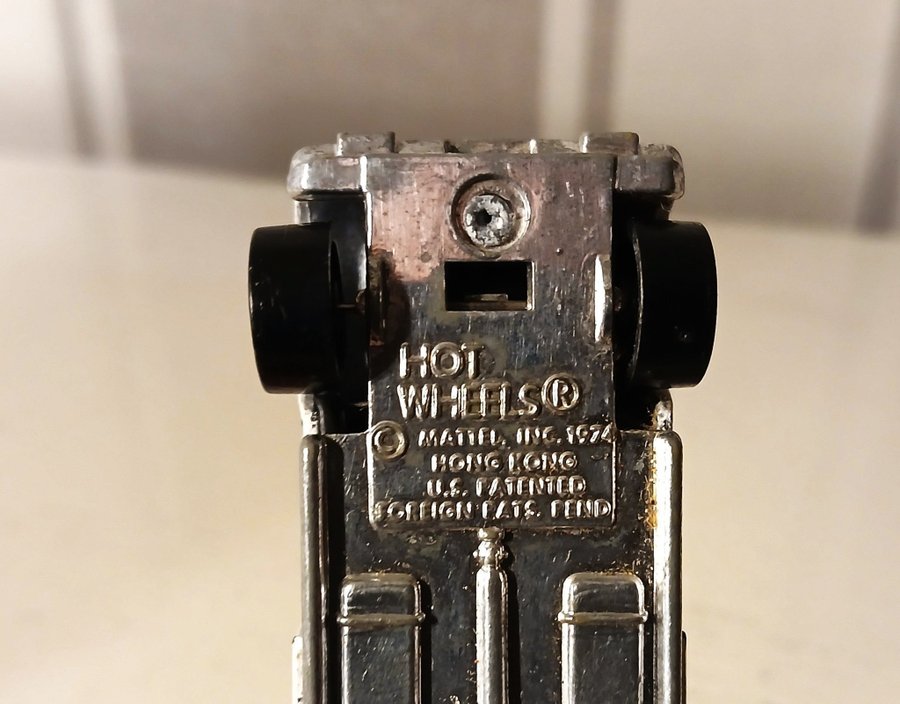 HOT
WHEELS®
© MATTEL, INC. 1974
HONG KONG
U.S. PATENTED
FOREIGN PATS. PEND